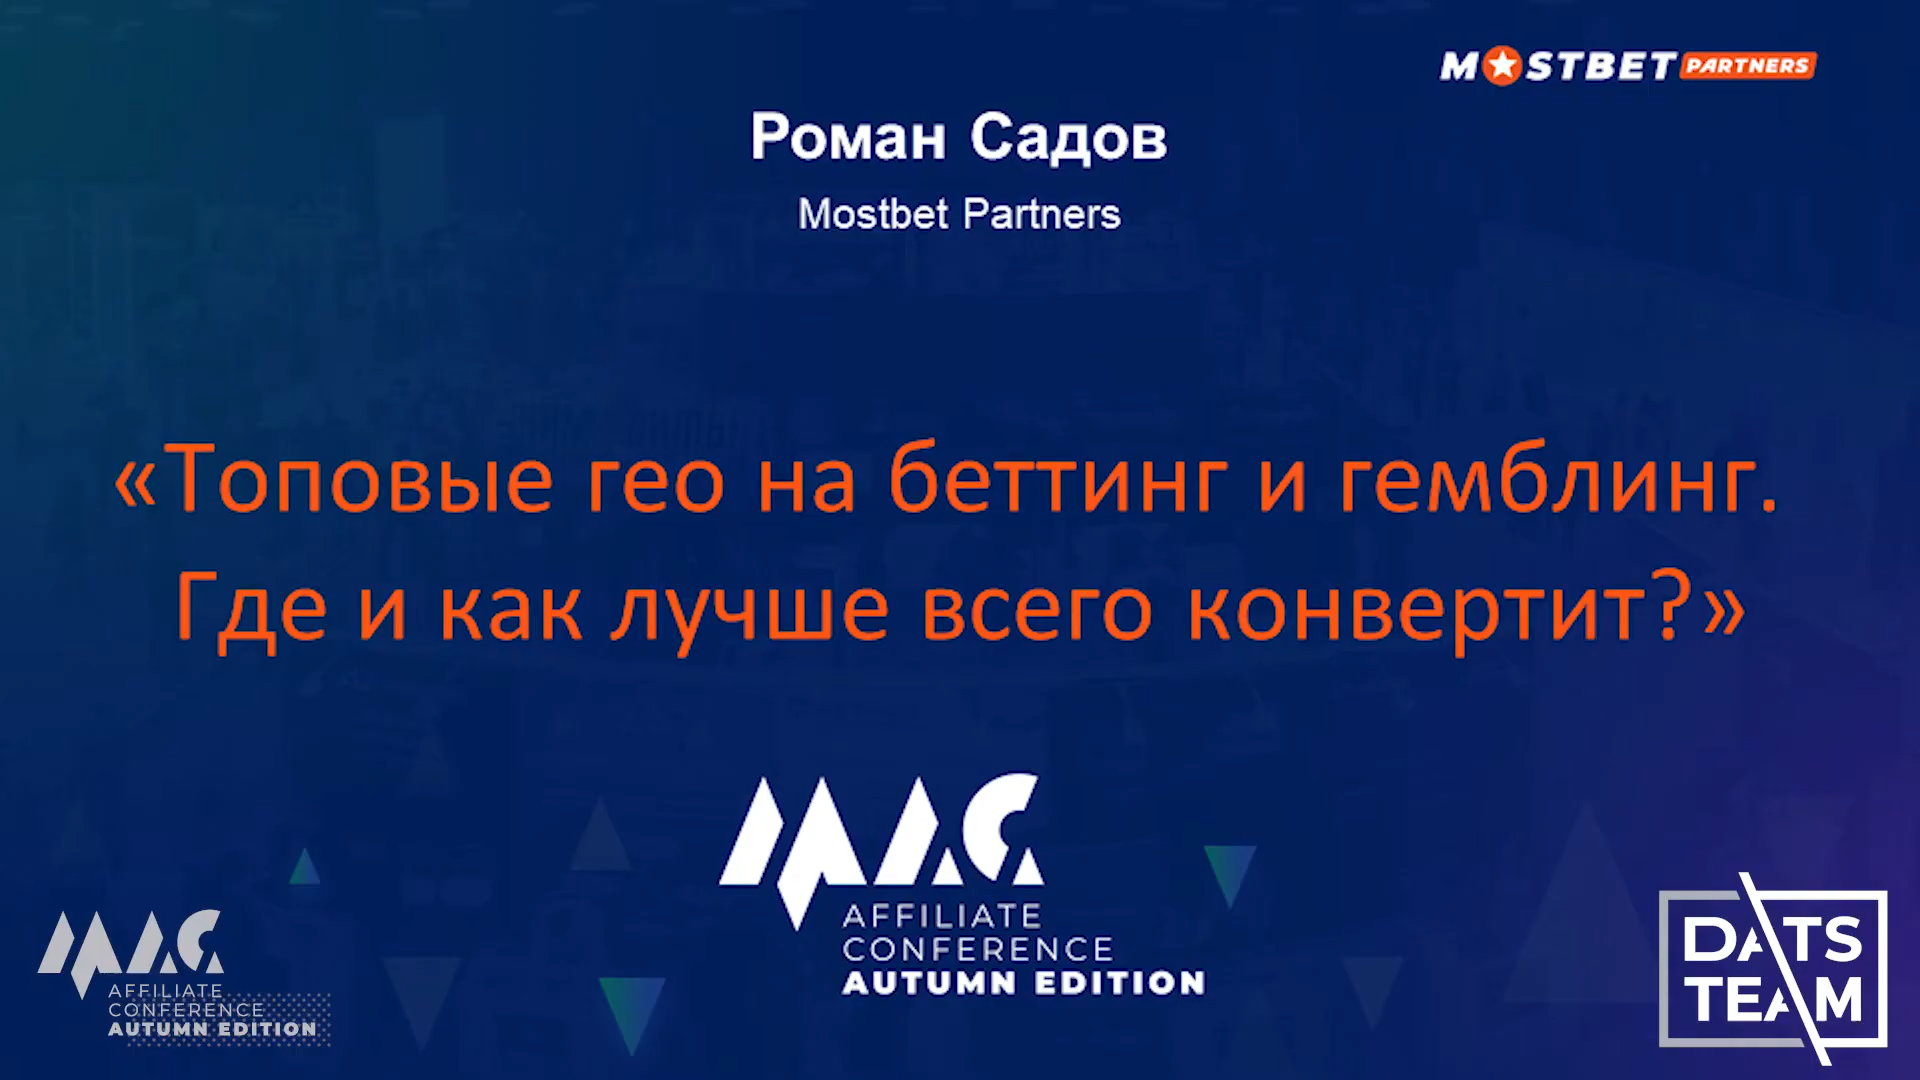 MOSTBET PARTNERS
Роман Садов
Mostbet Partners
«Топовые гео на беттинг и гемблинг.
Где и как лучше всего конвертит?»
MAC
AFFILIATE
CONFERENCE
AUTUMN EDITION
MAC
AFFILIATE
CONFERENCE
AUTUMN EDITION
DATS
TEAM